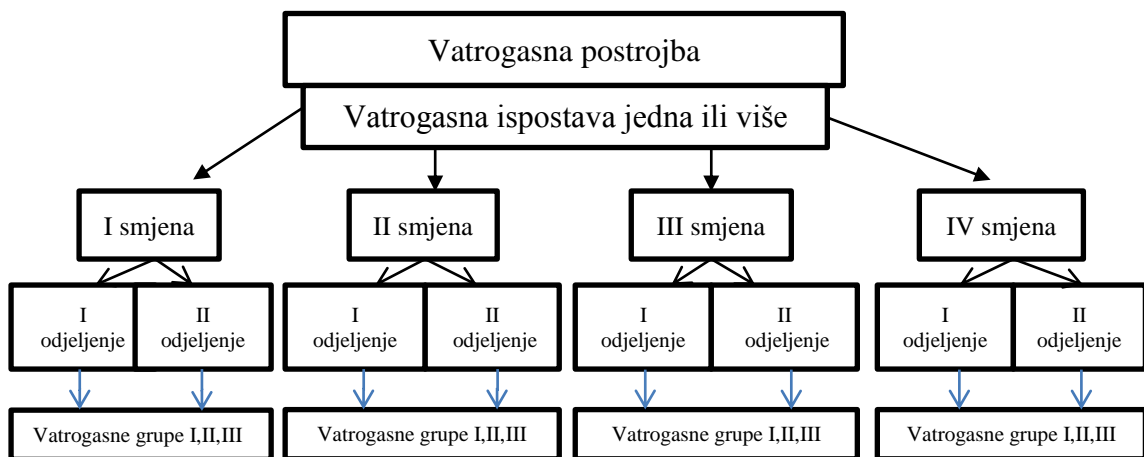 Vatrogasna postrojba
Vatrogasna ispostava jedna ili više
I smjena
II smjena
III smjena
IV smjena
I
odjeljenje
II
odjeljenje
I
odjeljenje
II
odjeljenje
I
odjeljenje
II
odjeljenje
I
odjeljenje
II
odjeljenje
Vatrogasne grupe I,II,III
Vatrogasne grupe I,II,III
Vatrogasne grupe I,II,III
Vatrogasne grupe I,II,III